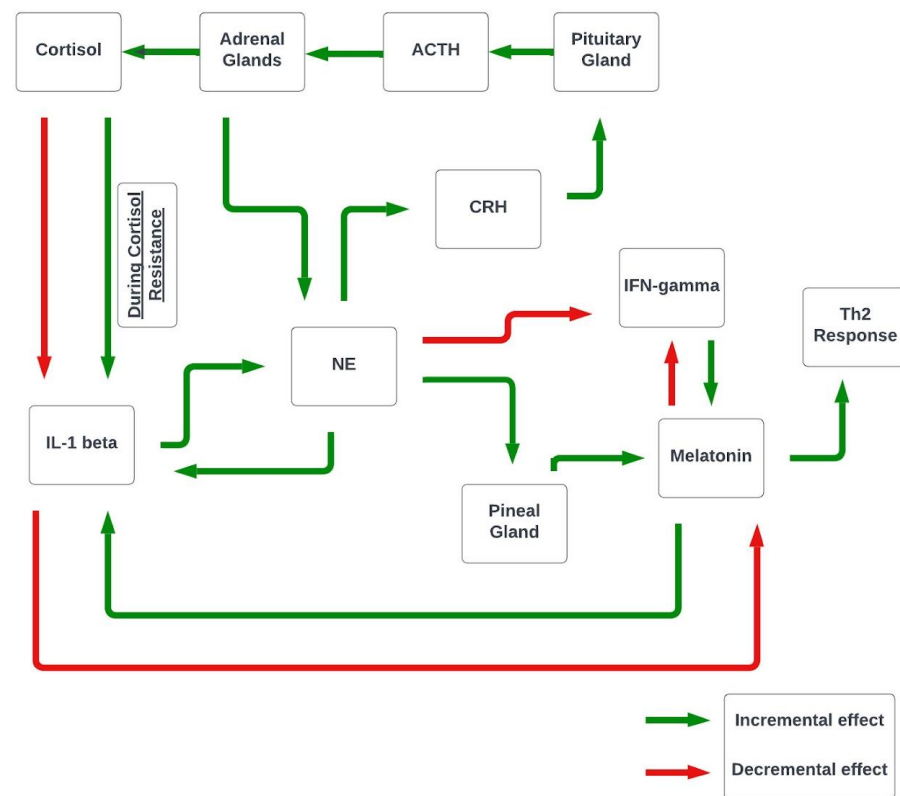 Cortisol
Adrenal
Glands
ACTH
Pituitary
Gland
During Cortisol
Resistance
CRH
IFN-gamma
Th2
Response
NE
IL-1 beta
Melatonin
Pineal
Gland
Incremental effect
Decremental effect